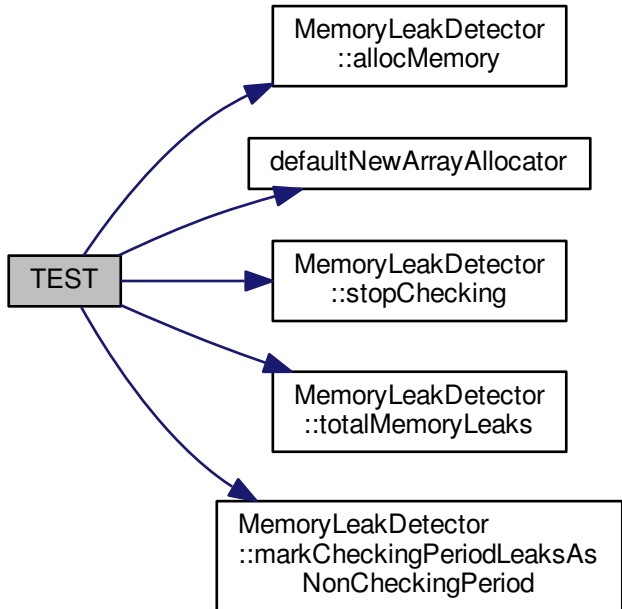 MemoryLeakDetector
::allocMemory
defaultNewArrayAllocator
TEST
MemoryLeakDetector
::stopChecking
MemoryLeakDetector
::totalMemoryLeaks
MemoryLeakDetector
::markCheckingPeriodLeaksAs
NonCheckingPeriod